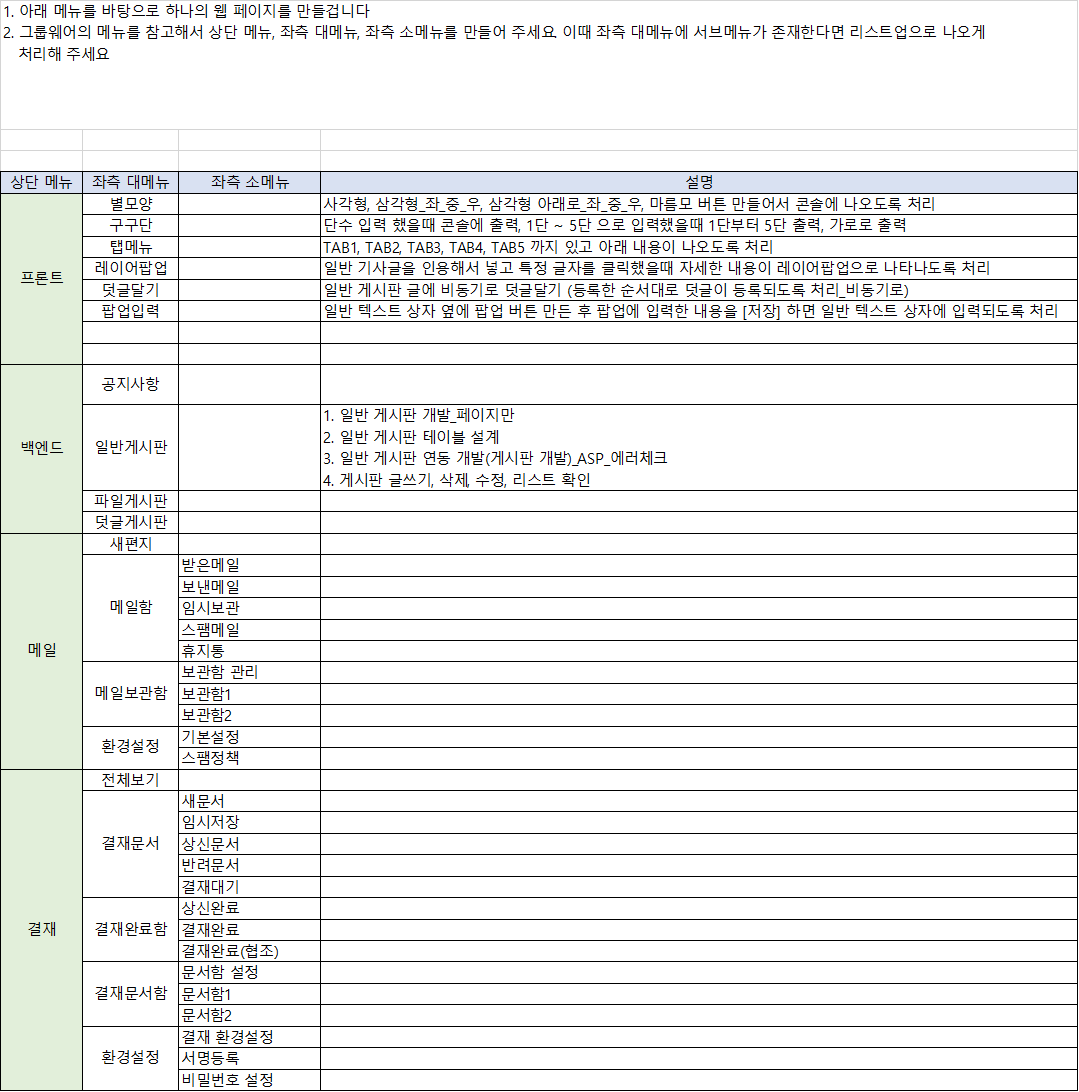 1. 아래 메뉴를 바탕으로 하나의 웹 페이지를 만들겁니다
2. 그룹웨어의 메뉴를 참고해서 상단 메뉴, 좌측 대메뉴, 좌측 소메뉴를 만들어 주세요. 이때 좌측 대메뉴에 서브메뉴가 존재한다면 리스트업으로 나오게
처리해 주세요
상단 메뉴 좌측 대메뉴 좌측 소메뉴 설명
프론트
별모양 사각형, 삼각형_좌_중_우, 삼각형 아래로_좌_중_우, 마름모 버튼 만들어서 콘솔에 나오도록 처리
구구단 단수 입력 했을때 콘솔에 출력, 1단 ~ 5단 으로 입력했을때 1단부터 5단 출력, 가로로 출력
탭메뉴 TAB1, TAB2, TAB3, TAB4, TAB5 까지 있고 아래 내용이 나오도록 처리
레이어팝업 일반 기사글을 인용해서 넣고 특정 글자를 클릭했을때 자세한 내용이 레이어팝업으로 나타나도록 처리
덧글달기 일반 게시판 글에 비동기로 덧글달기 (등록한 순서대로 덧글이 등록되도록 처리_비동기로)
팝업입력 일반 텍스트 상자 옆에 팝업 버튼 만든 후 팝업에 입력한 내용을 [저장] 하면 일반 텍스트 상자에 입력되도록 처리
백엔드
공지사항
일반게시판
1. 일반 게시판 개발_페이지만
2. 일반 게시판 테이블 설계
3. 일반 게시판 연동 개발(게시판 개발)_ASP_에러체크
4. 게시판 글쓰기, 삭제, 수정, 리스트 확인
파일게시판
덧글게시판
메일
새편지
메일함
받은메일
보낸메일
임시보관
스팸메일
휴지통
메일보관함
보관함 관리
보관함1
보관함2
환경설정
기본설정
스팸정책
결재
전체보기
결재문서
새문서
임시저장
상신문서
반려문서
결재대기
결재완료함
상신완료
결재완료
결재완료(협조)
결재문서함
문서함 설정
문서함1
문서함2
환경설정
결재 환경설정
서명등록
비밀번호 설정